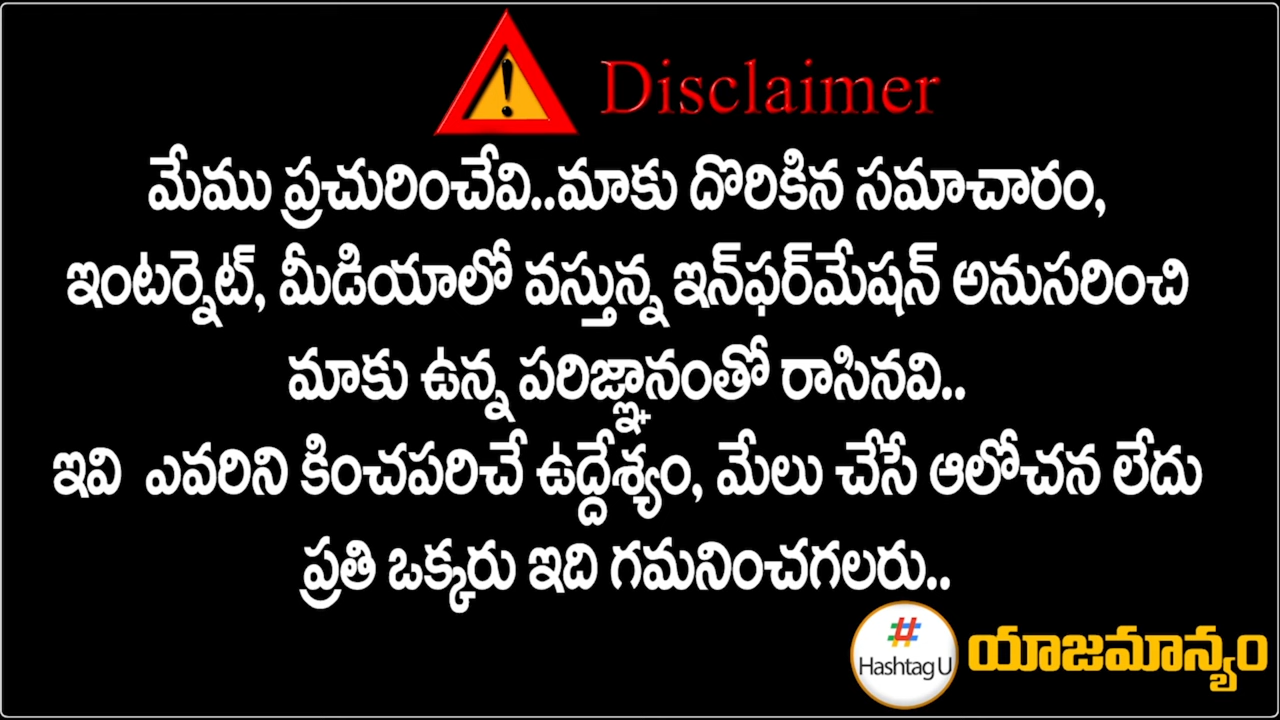 Disclaimer
మేము ప్రచురించేవి..మాకు దొరికిన సమాచారం,
ఇంటర్నెట్, మీడియాలో వస్తున్న ఇన్‌ఫర్‌మేషన్ అనుసరించి
మాకు ఉన్న పరిజ్ఞానంతో రాసినవి..
ఇవి ఎవరిని కించపరిచే ఉద్దేశ్యం, మేలు చేసే ఆలోచన లేదు
ప్రతి ఒక్కరు ఇది గమనించగలరు..
#
Hashtag U
యాజమాన్యం